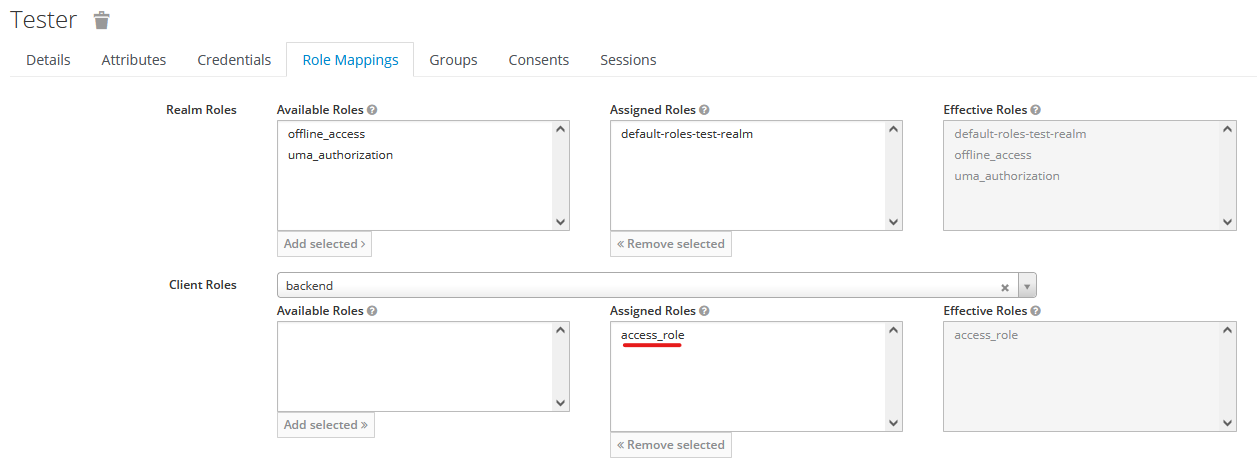 Tester
Details Attributes Credentials Role Mappings Groups Consents Sessions
Realm Roles Available Roles Assigned Roles Effective Roles
offline_access default-roles-test-realm default-roles-test-realm
uma_authorization offline_access
uma_authorization
Add selected › « Remove selected
Client Roles backend
Available Roles Assigned Roles Effective Roles
access_role access_role
Add selected » « Remove selected